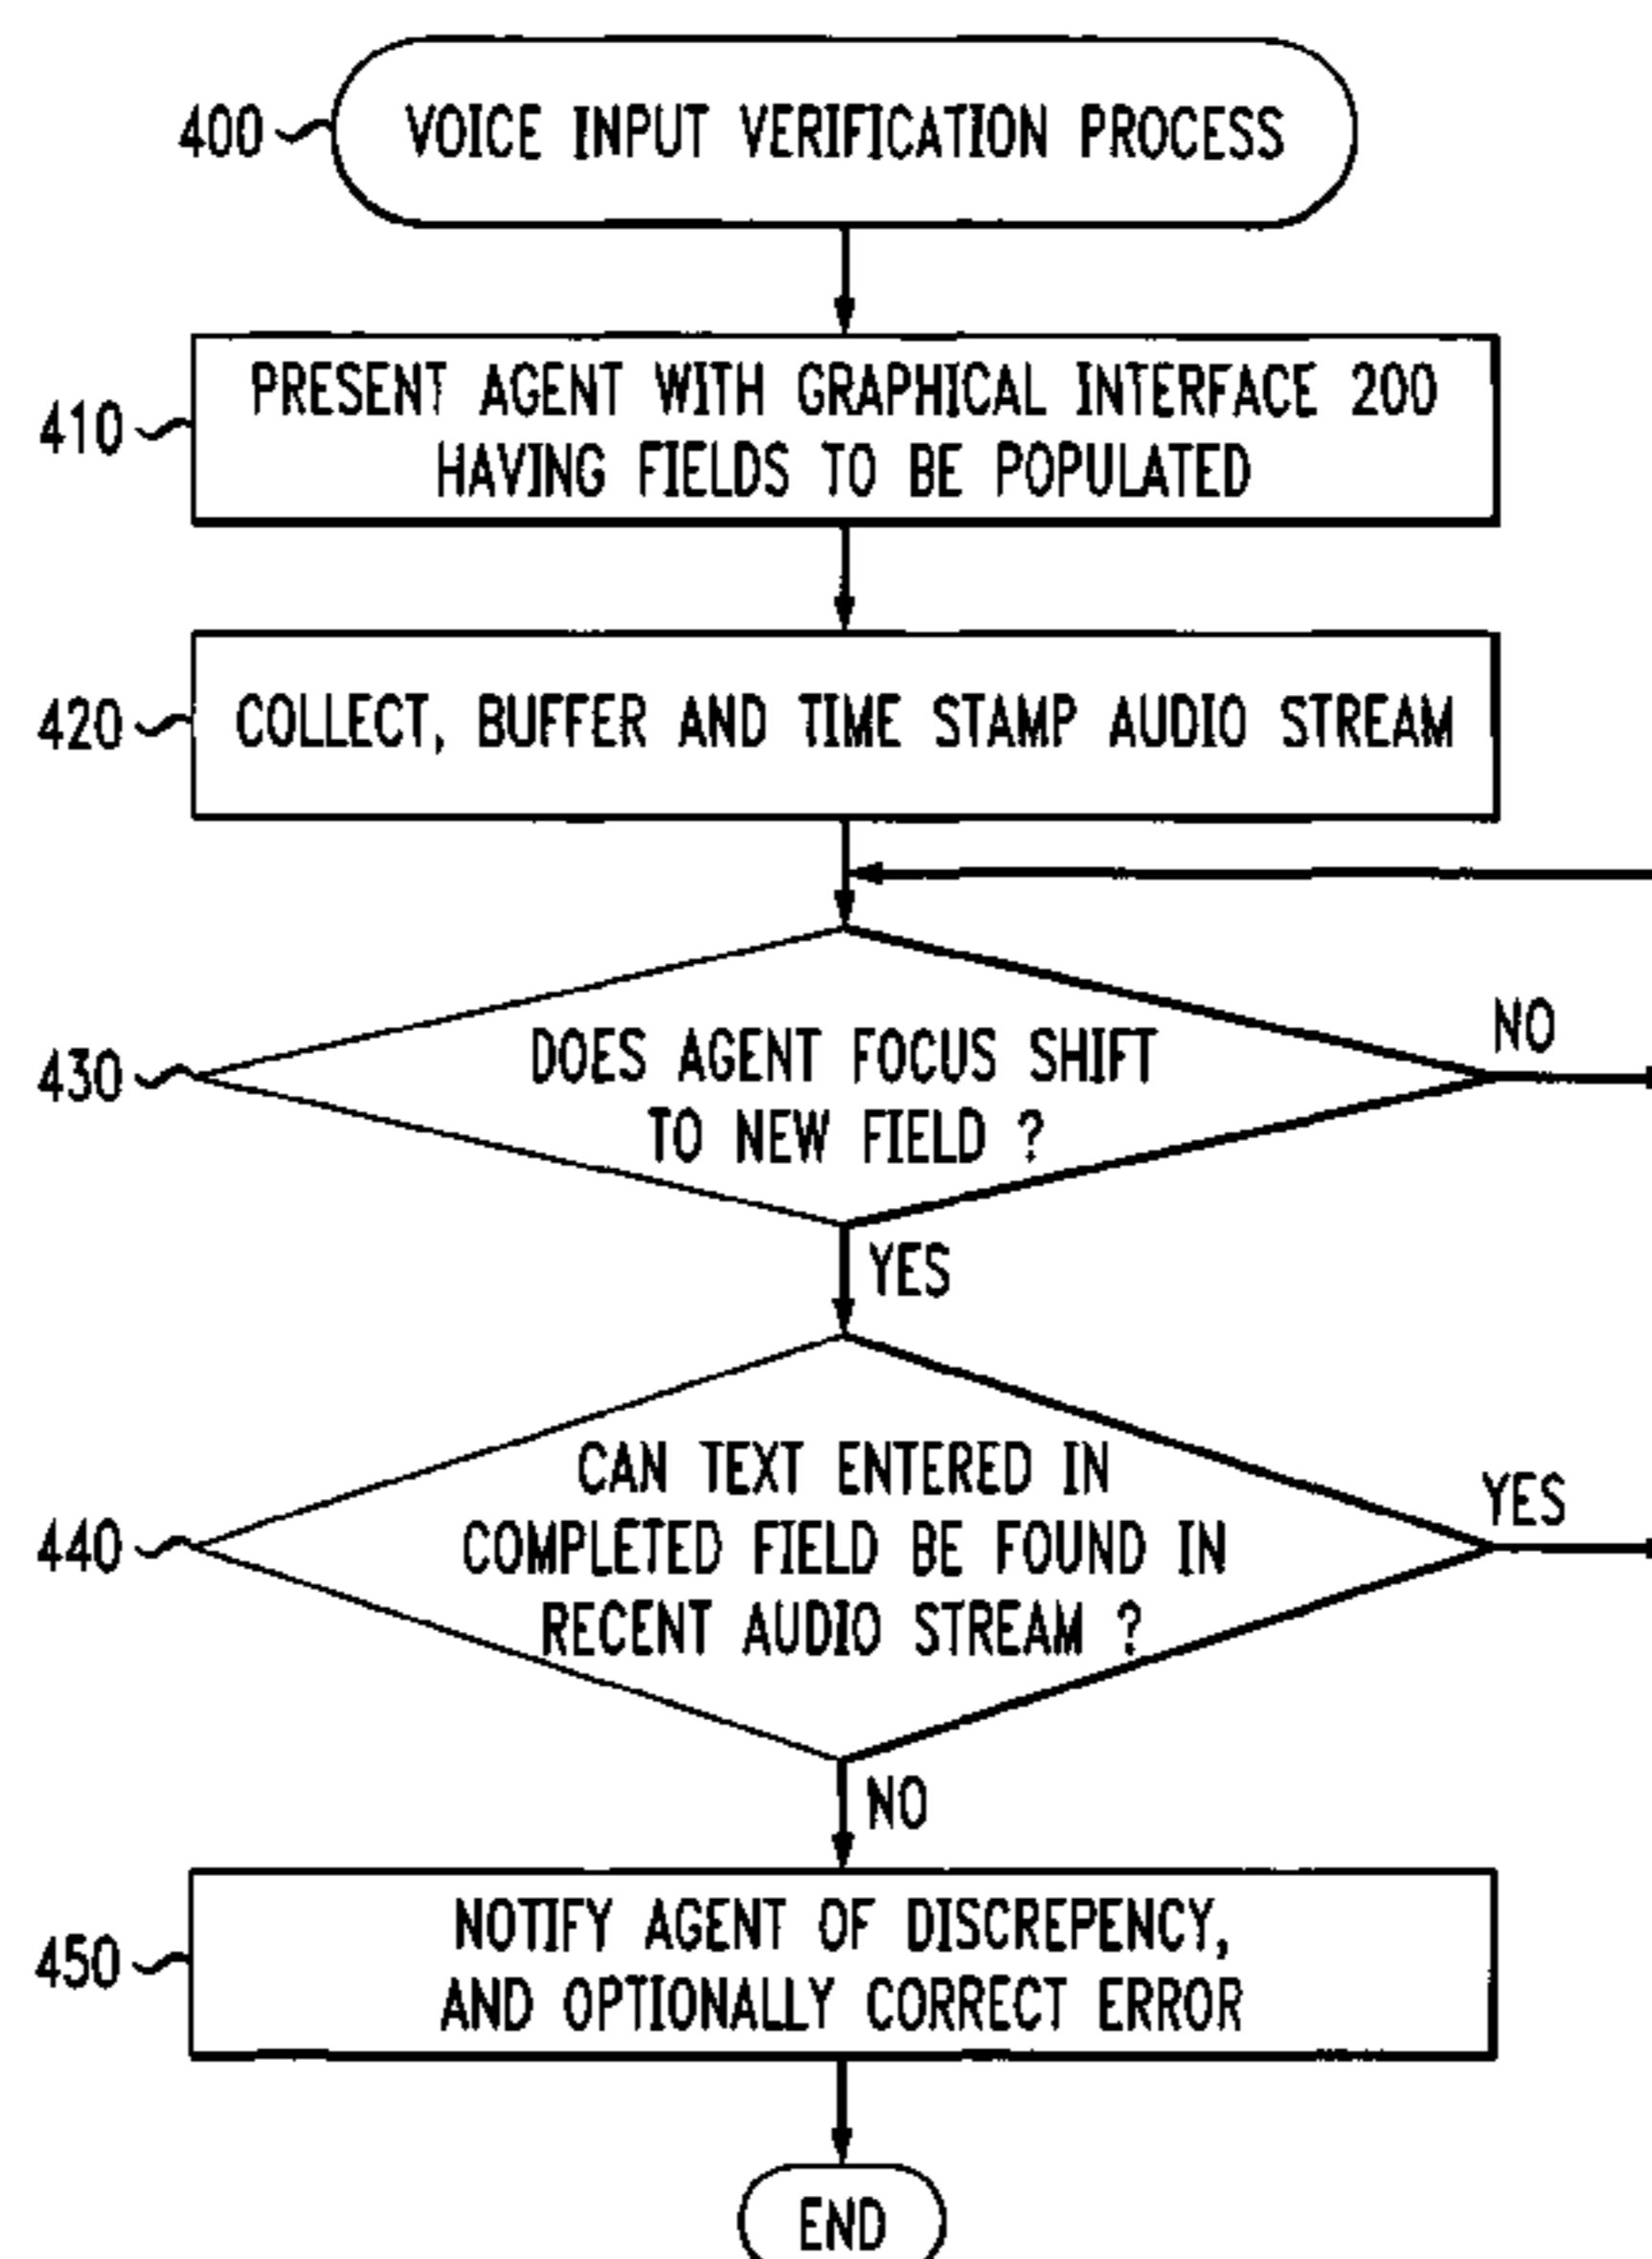 400
VOICE INPUT VERIFICATION PROCESS
410
PRESENT AGENT WITH GRAPHICAL INTERFACE 200
HAVING FIELDS TO BE POPULATED
420
COLLECT, BUFFER AND TIME STAMP AUDIO STREAM
430
DOES AGENT FOCUS SHIFT
TO NEW FIELD ?
NO
YES
440
CAN TEXT ENTERED IN
COMPLETED FIELD BE FOUND IN
RECENT AUDIO STREAM ?
YES
NO
450
NOTIFY AGENT OF DISCREPENCY,
AND OPTIONALLY CORRECT ERROR
END